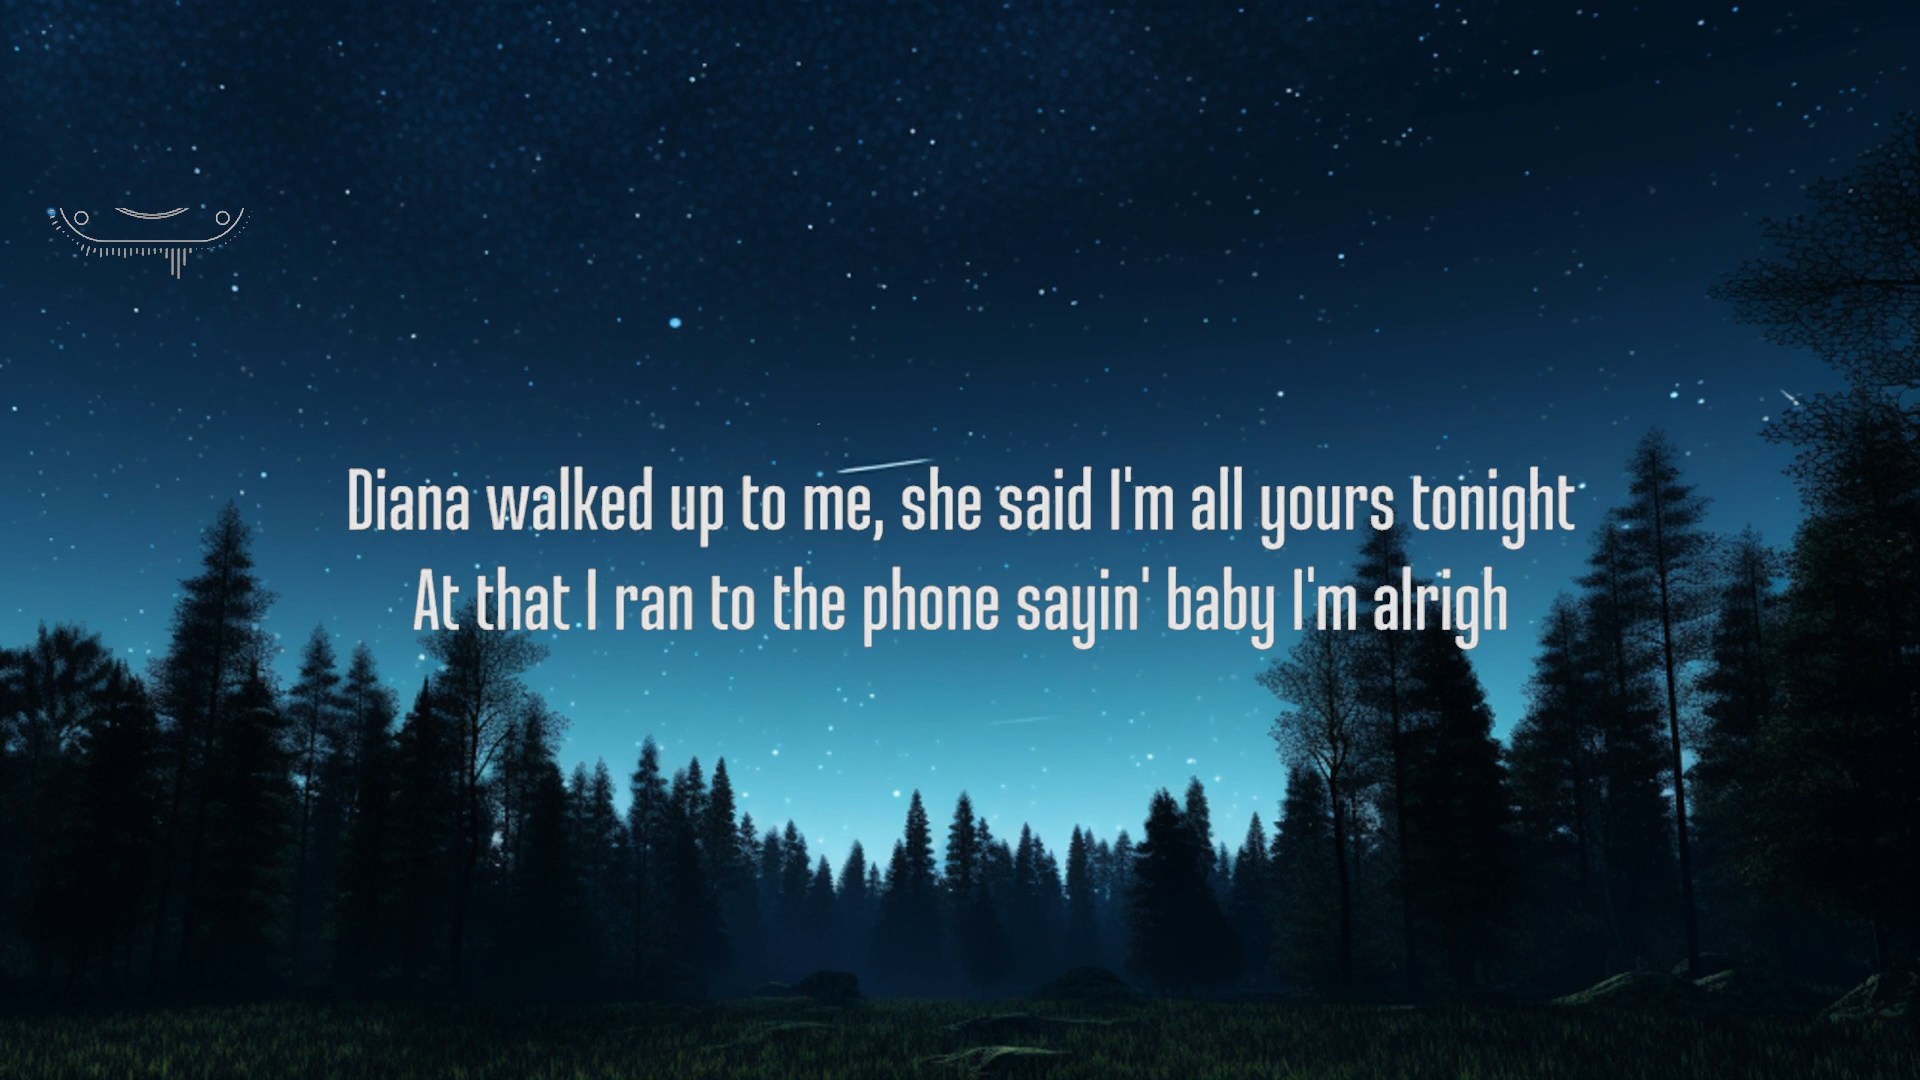 Diana walked up to me, she said I'm all yours tonight
At that I ran to the phone sayin' baby I'm alrigh